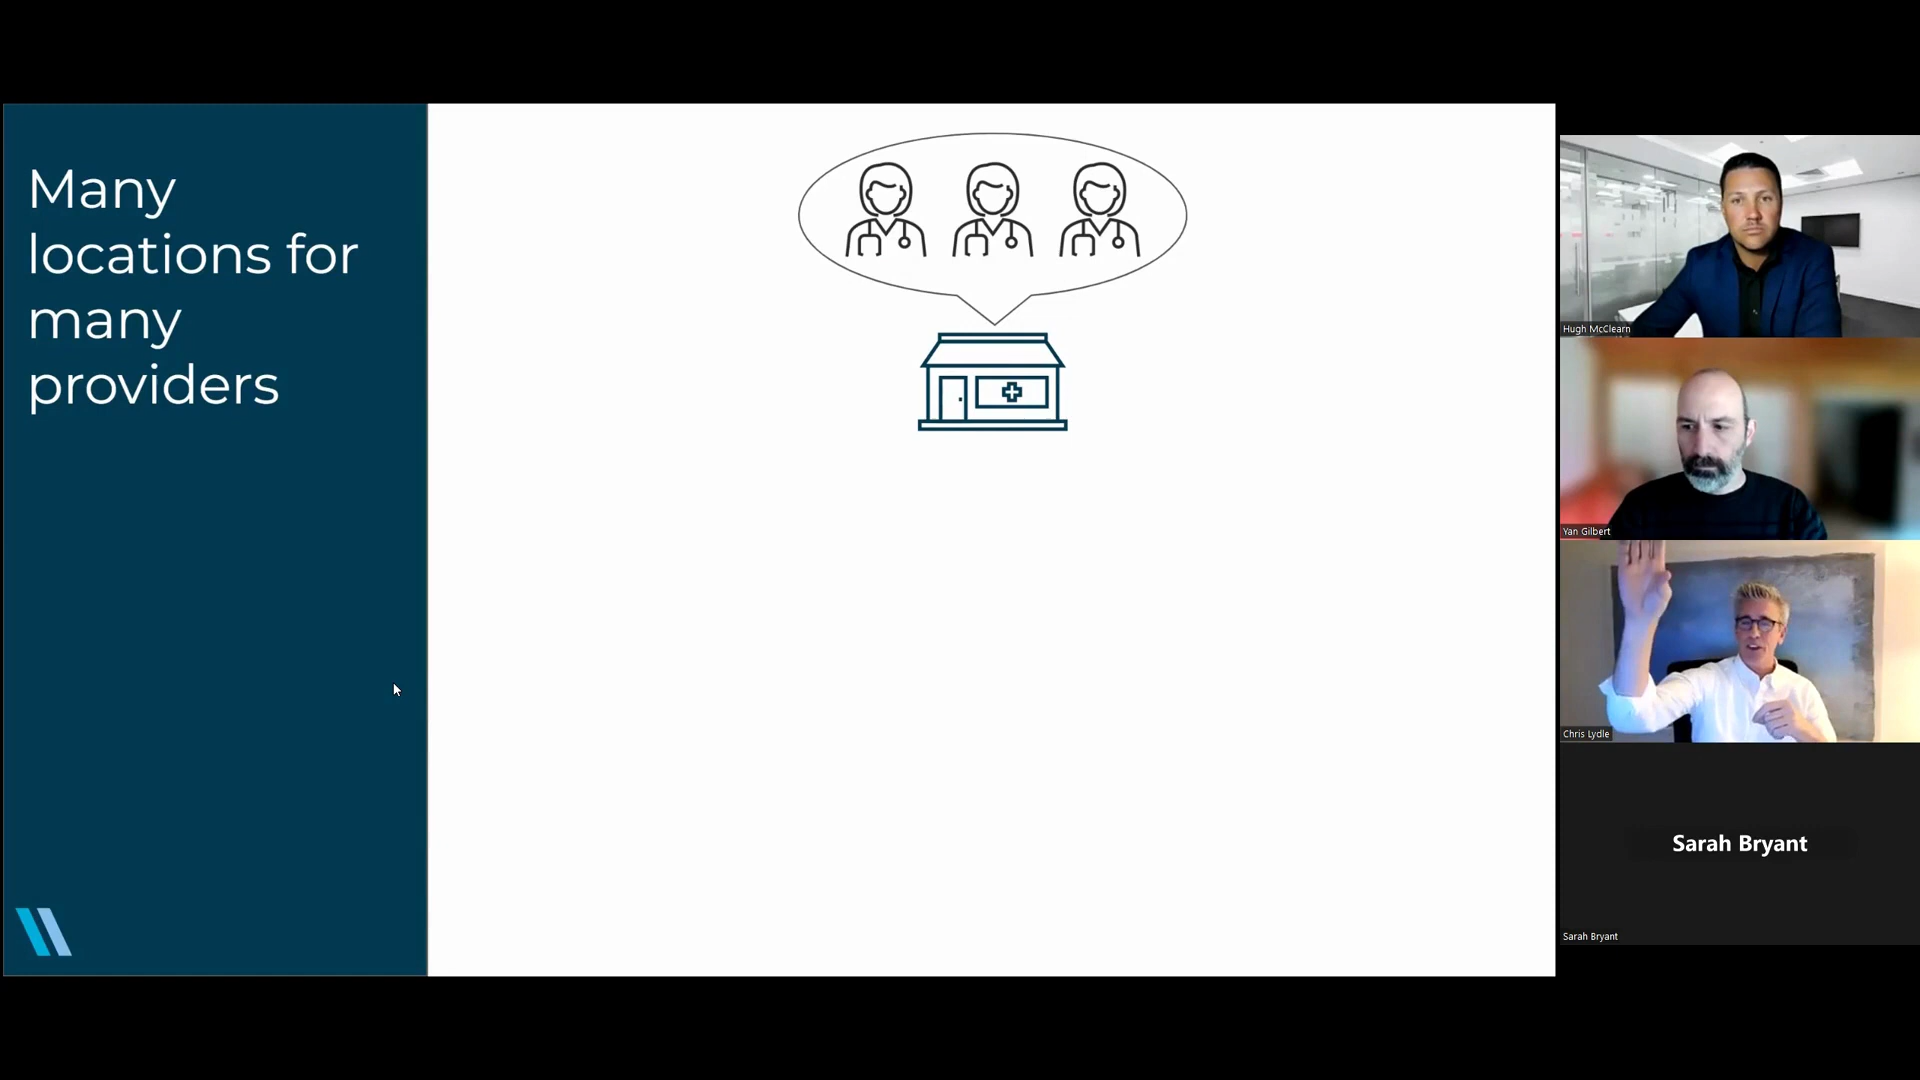 Many
locations for
many
providers
Hugh McClearn
Yan Gilbert
Chris Lydle
Sarah Bryant
Sarah Bryant